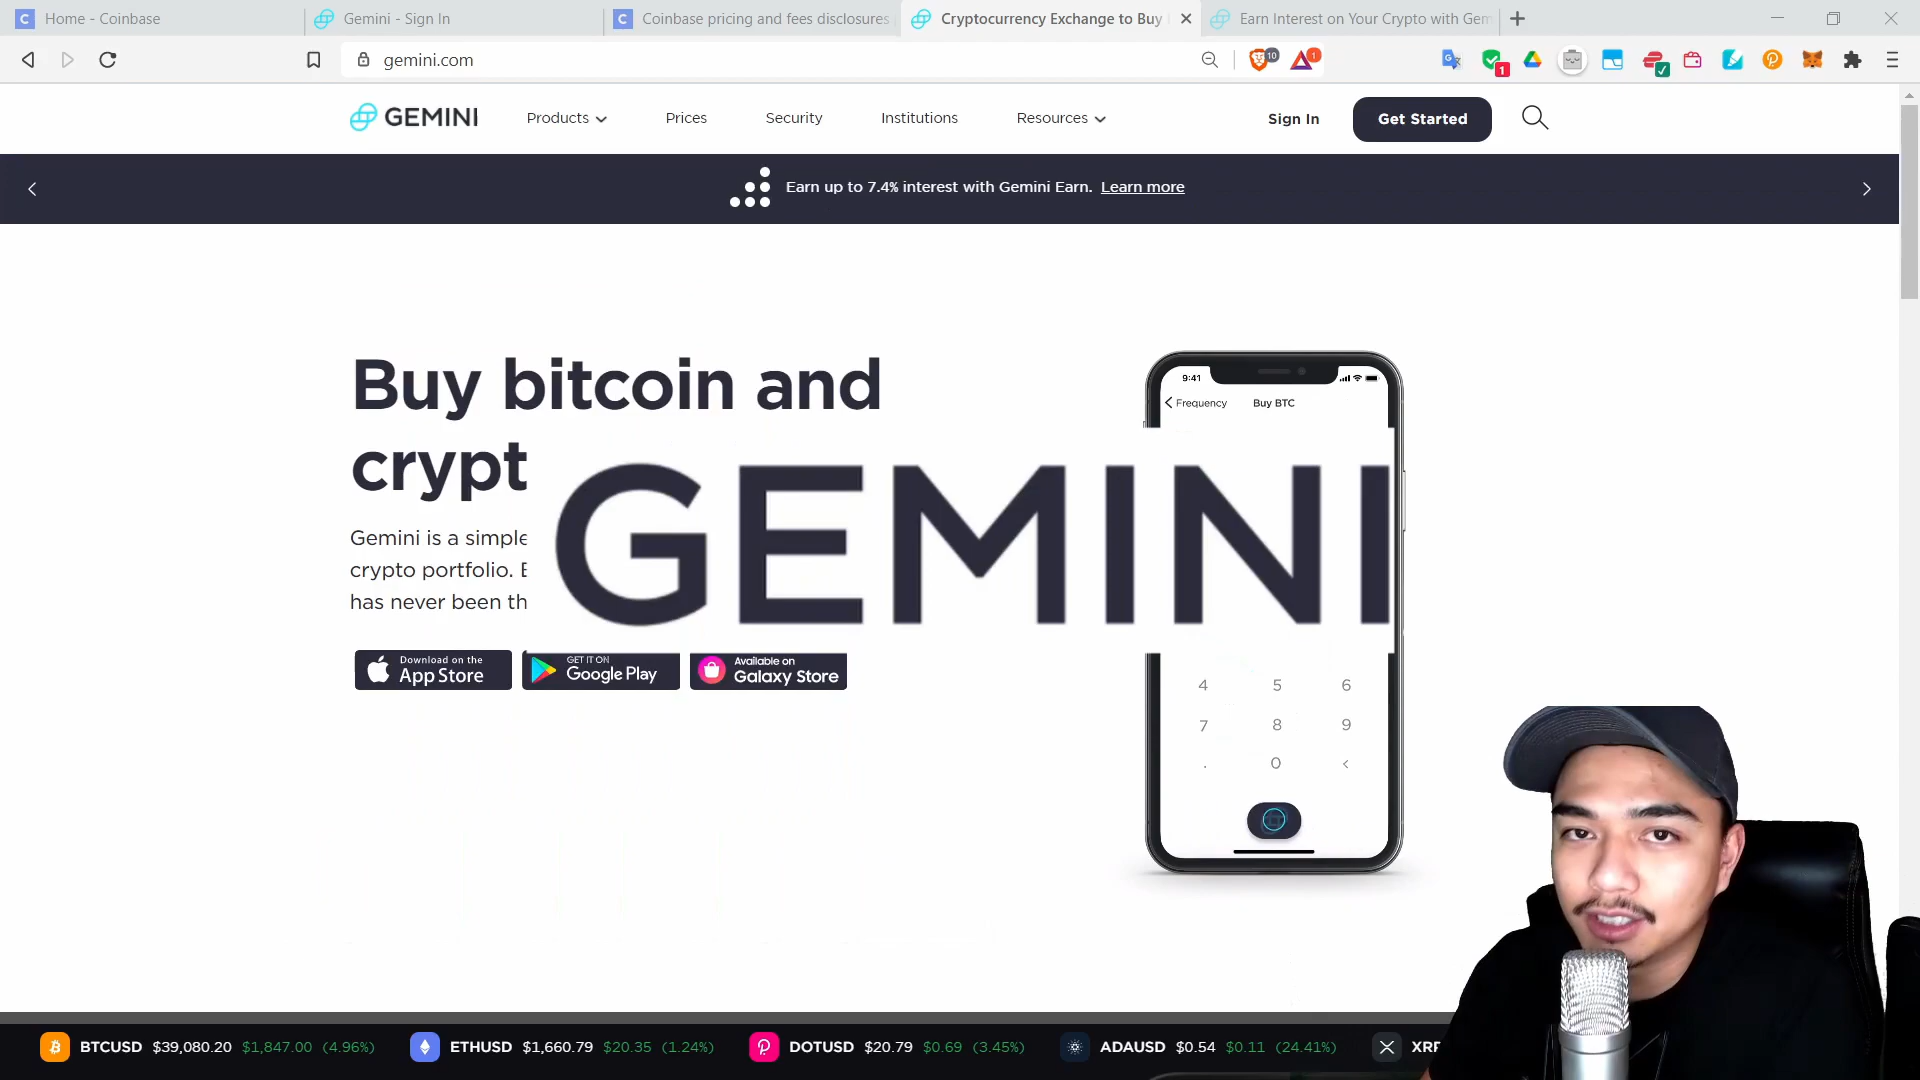 Home - Coinbase
Gemini - Sign In
Coinbase pricing and fees disclosures
Cryptocurrency Exchange to Buy
Earn Interest on Your Crypto with Gem
gemini.com
10
1
1
GEMINI
Products
Prices
Security
Institutions
Resources
Sign In
Get Started
Earn up to 7.4% interest with Gemini Earn. Learn more
Buy bitcoin and
crypt
Gemini is a simple
crypto portfolio.
has never been th
GEMINI
Download on the
App Store
GET IT ON
Google Play
Available on
Galaxy Store
9:41
Frequency
Buy BTC
4 5 6
7 8 9
. 0 <
BTCUSD $39,080.20 $1,847.00 (4.96%)
ETHUSD $1,660.79 $20.35 (1.24%)
DOTUSD $20.79 $0.69 (3.45%)
ADAUSD $0.54 $0.11 (24.41%)
XRP